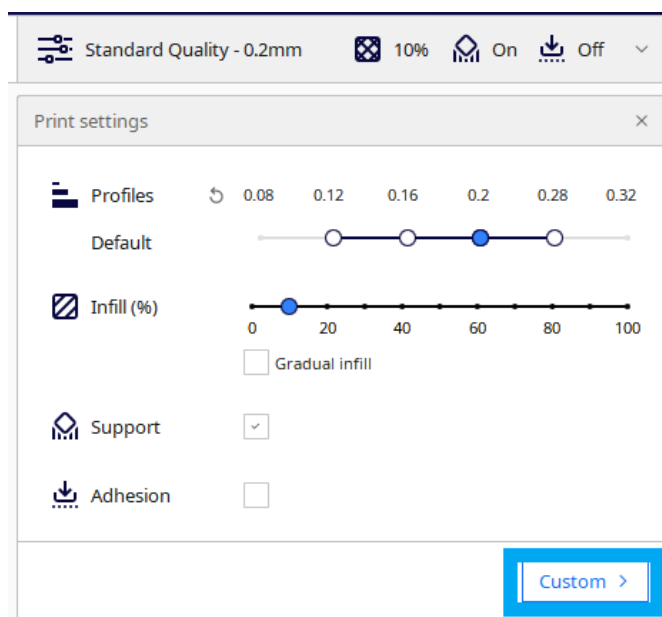 Standard Quality - 0.2mm 10% On Off
Print settings
Profiles 0.08 0.12 0.16 0.2 0.28 0.32
Default
Infill (%)
0 20 40 60 80 100
Gradual infill
Support
Adhesion
Custom